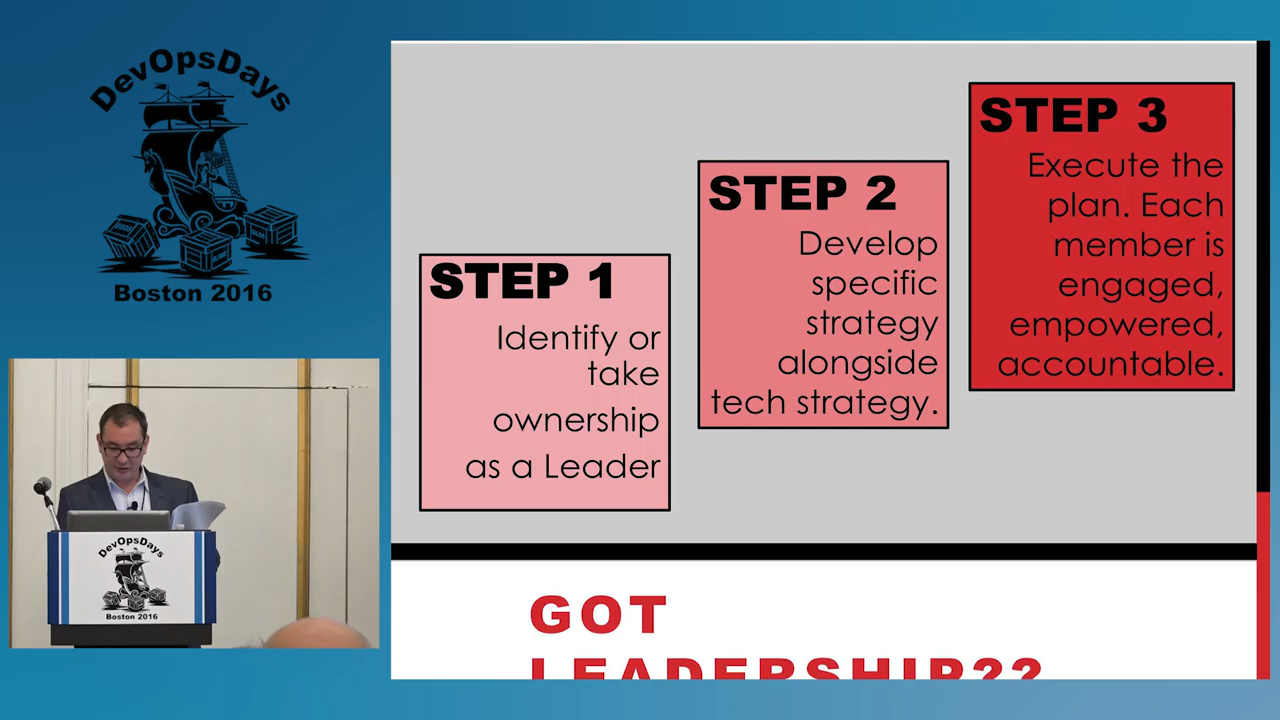 DevOpsDays
Boston 2016
DevOpsDays
Boston 2016
STEP 1
Identify or
take
ownership
as a Leader
STEP 2
Develop
specific
strategy
alongside
tech strategy.
STEP 3
Execute the
plan. Each
member is
engaged,
empowered,
accountable.
GOT
LEADERSHIP??